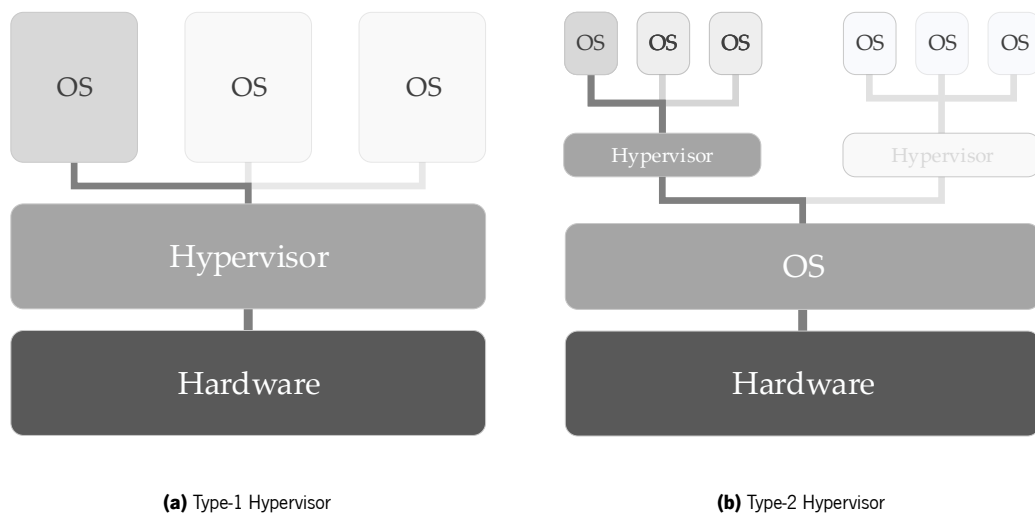 OS OS OS
Hypervisor
Hardware
(a) Type-1 Hypervisor
OS OS OS OS OS OS
Hypervisor Hypervisor
OS
Hardware
(b) Type-2 Hypervisor